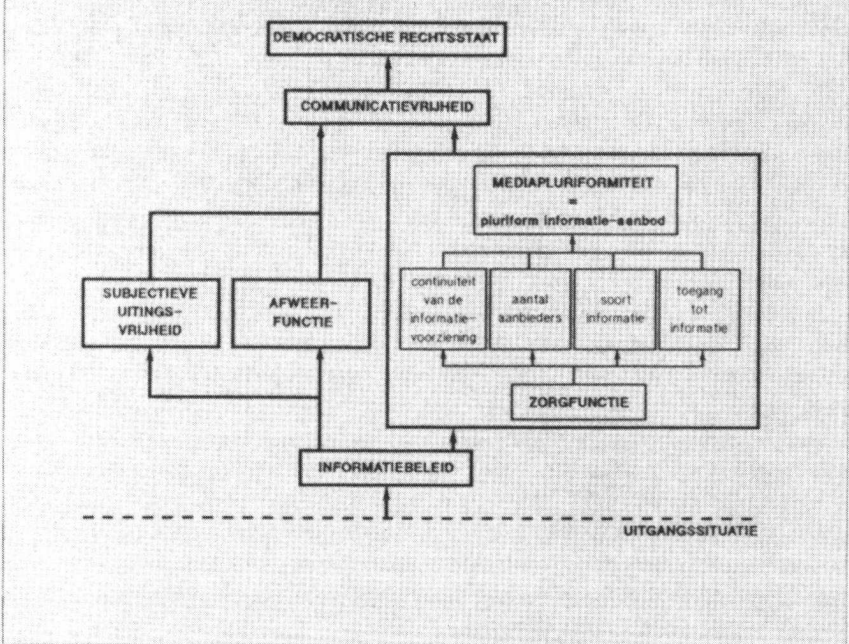 DEMOCRATISCHE RECHTSSTAAT
COMMUNICATIEVRIJHEID
MEDIAPLURIFORMITEIT
=
pluriform informatie-aanbod
SUBJECTIEVE
UITINGS-
VRIJHEID
AFWEER-
FUNCTIE
continuiteit
van de
informatie-
voorziening
aantal
aanbieders
soort
informatie
toegang
tot
informatie
ZORGFUNCTIE
INFORMATIEBELEID
UITGANGSSITUATIE